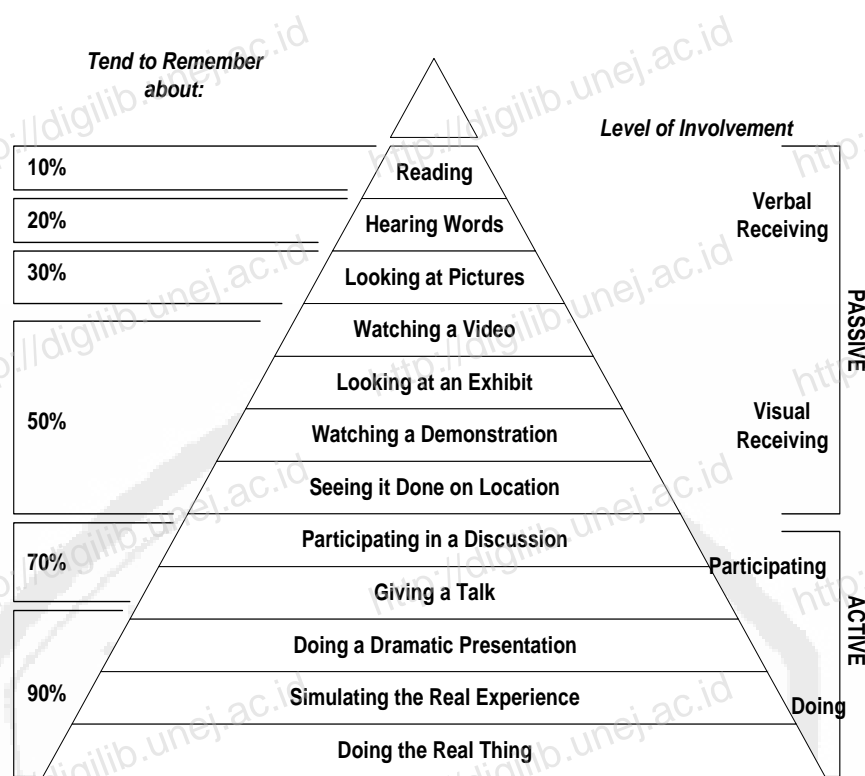 Tend to Remember
about:
Level of Involvement
10%
Reading
Verbal
Receiving
20%
Hearing Words
30%
Looking at Pictures
PASSIVE
Watching a Video
Looking at an Exhibit
50%
Visual
Receiving
Watching a Demonstration
Seeing it Done on Location
70%
Participating in a Discussion
Participating
Giving a Talk
ACTIVE
Doing a Dramatic Presentation
90%
Simulating the Real Experience
Doing
Doing the Real Thing
http://digilib.unej.ac.id